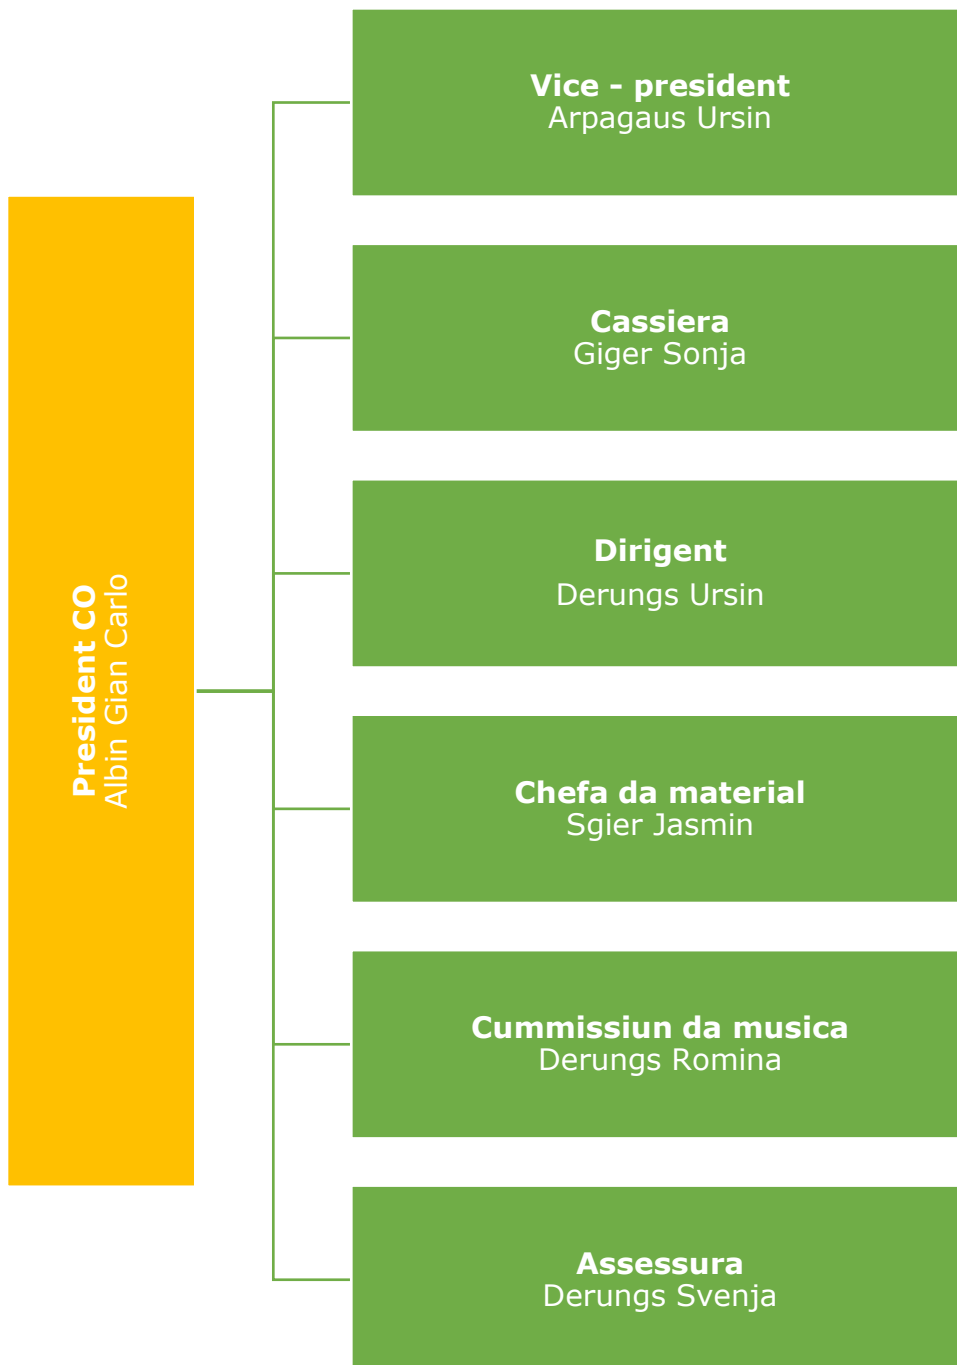 President CO
Albin Gian Carlo
Vice - president
Arpagaus Ursin
Cassiera
Giger Sonja
Dirigent
Derungs Ursin
Chefa da material
Sgier Jasmin
Cummissiun da musica
Derungs Romina
Assessura
Derungs Svenja